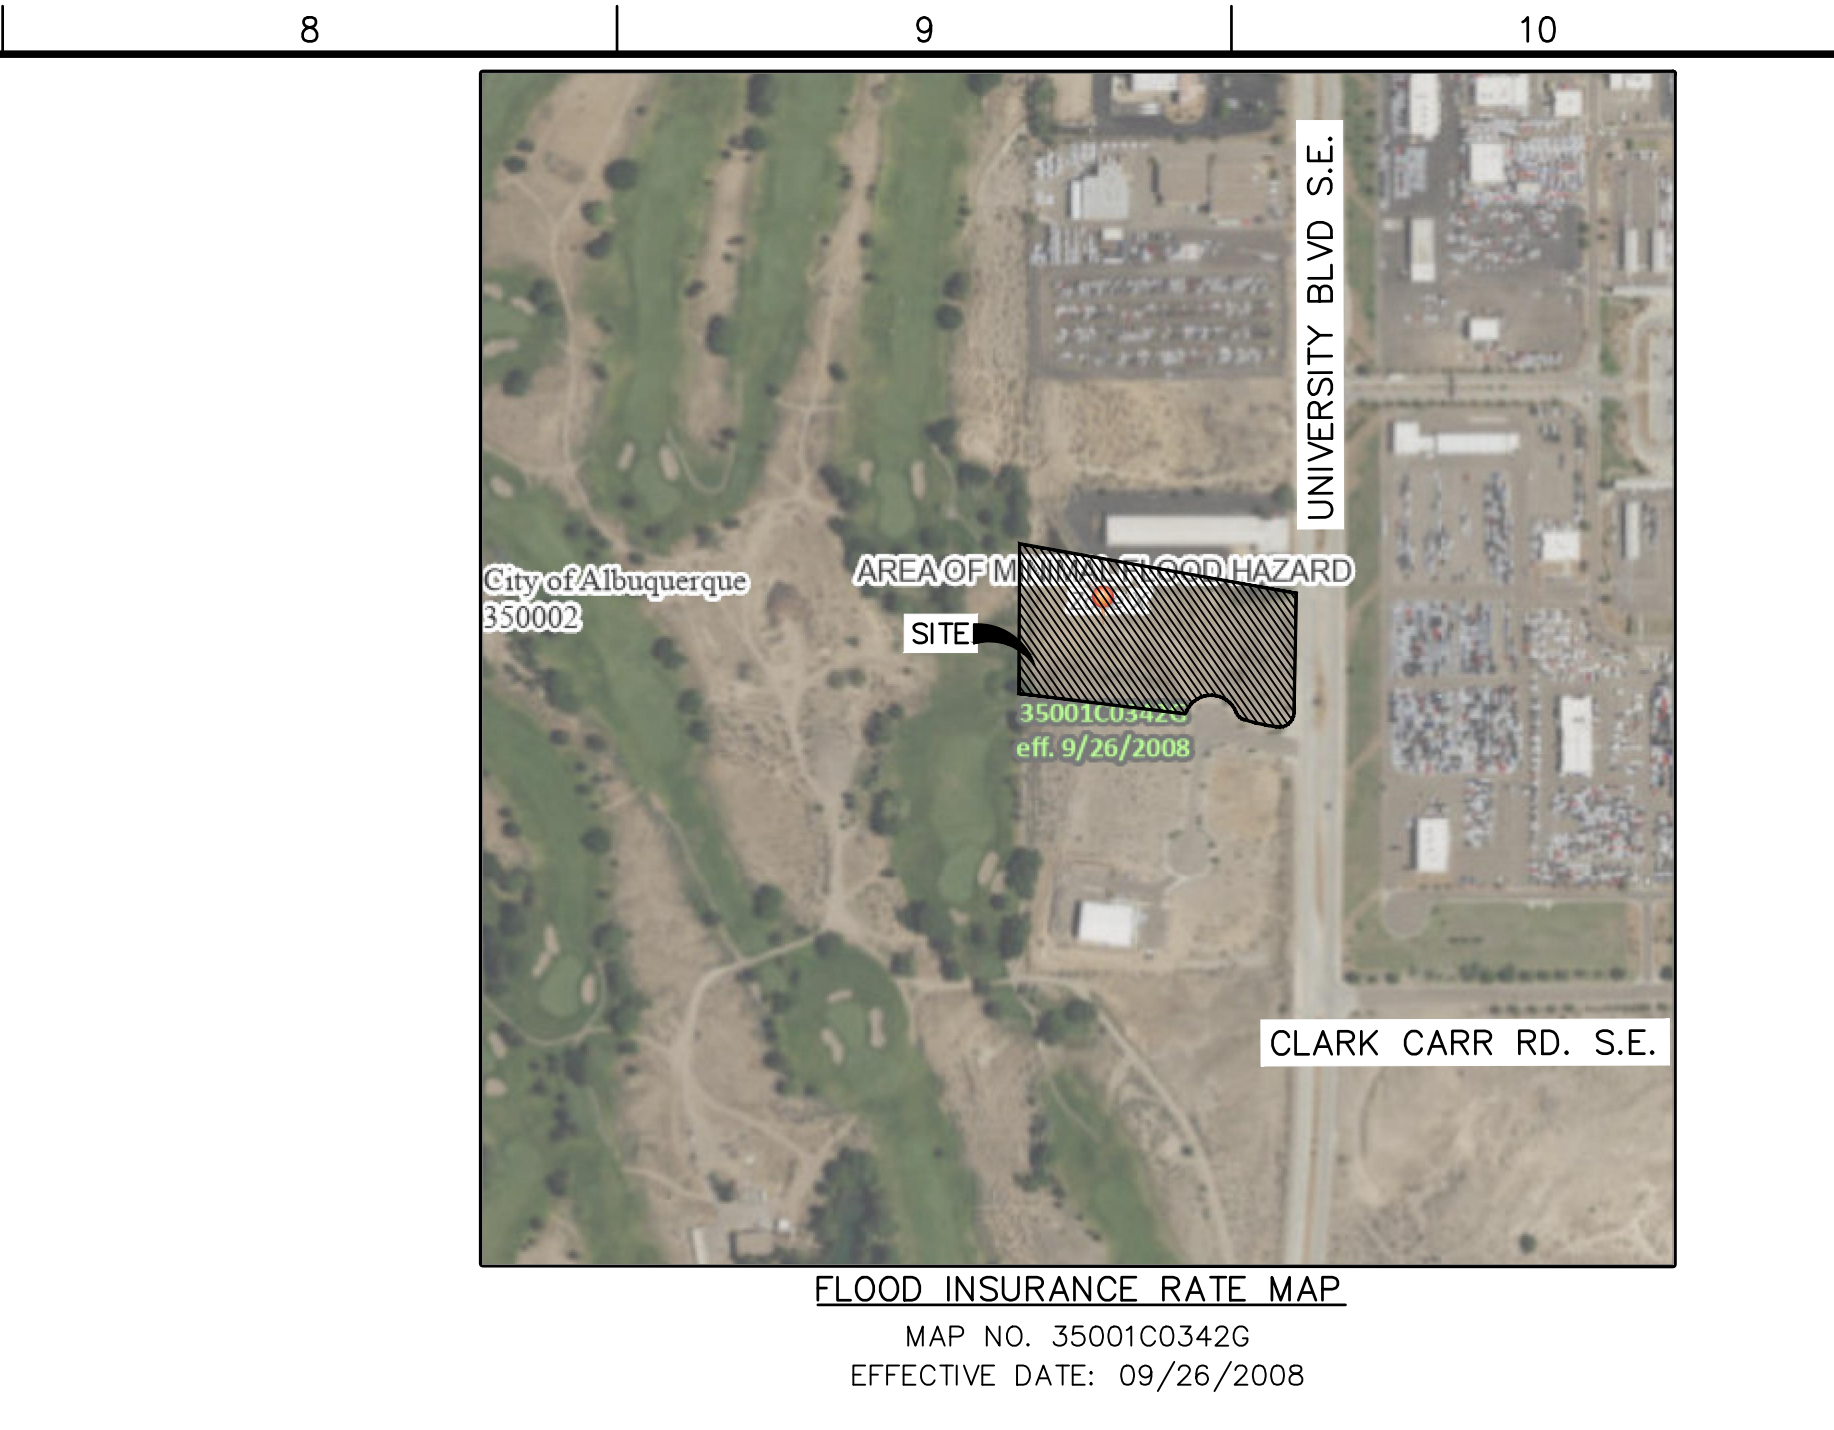 8 9 10
UNIVERSITY BLVD S.E.
AREA OF MINIMAL FLOOD HAZARD
City of Albuquerque
350002
SITE
35001C0342G
eff. 9/26/2008
CLARK CARR RD. S.E.
FLOOD INSURANCE RATE MAP
MAP NO. 35001C0342G
EFFECTIVE DATE: 09/26/2008